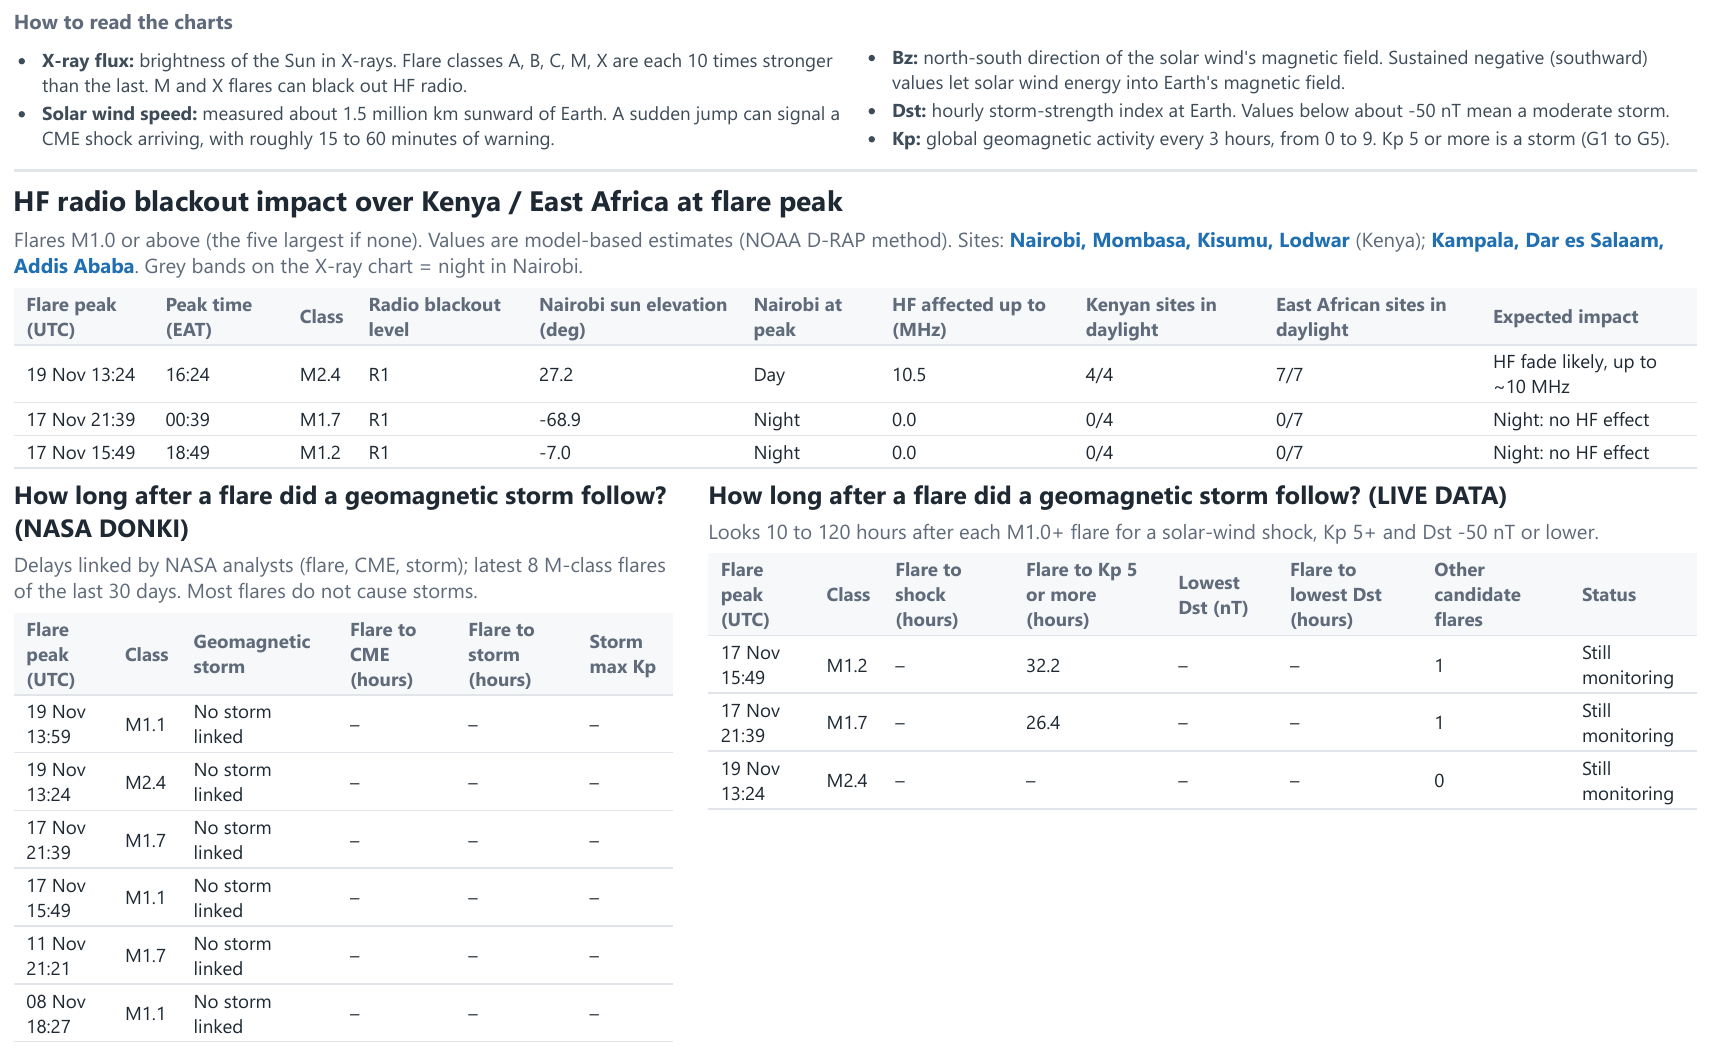 How to read the charts
• X-ray flux: brightness of the Sun in X-rays. Flare classes A, B, C, M, X are each 10 times stronger
than the last. M and X flares can black out HF radio.
• Solar wind speed: measured about 1.5 million km sunward of Earth. A sudden jump can signal a
CME shock arriving, with roughly 15 to 60 minutes of warning.
• Bz: north-south direction of the solar wind's magnetic field. Sustained negative (southward)
values let solar wind energy into Earth's magnetic field.
• Dst: hourly storm-strength index at Earth. Values below about -50 nT mean a moderate storm.
• Kp: global geomagnetic activity every 3 hours, from 0 to 9. Kp 5 or more is a storm (G1 to G5).
HF radio blackout impact over Kenya / East Africa at flare peak
Flares M1.0 or above (the five largest if none). Values are model-based estimates (NOAA D-RAP method). Sites: Nairobi, Mombasa, Kisumu, Lodwar (Kenya); Kampala, Dar es Salaam,
Addis Ababa. Grey bands on the X-ray chart = night in Nairobi.
Flare peak (UTC) Peak time (EAT) Class Radio blackout level Nairobi sun elevation (deg) Nairobi at peak HF affected up to (MHz) Kenyan sites in daylight East African sites in daylight Expected impact
19 Nov 13:24 16:24 M2.4 R1 27.2 Day 10.5 4/4 7/7 HF fade likely, up to ~10 MHz
17 Nov 21:39 00:39 M1.7 R1 -68.9 Night 0.0 0/4 0/7 Night: no HF effect
17 Nov 15:49 18:49 M1.2 R1 -7.0 Night 0.0 0/4 0/7 Night: no HF effect
How long after a flare did a geomagnetic storm follow?
(NASA DONKI)
Delays linked by NASA analysts (flare, CME, storm); latest 8 M-class flares
of the last 30 days. Most flares do not cause storms.
Flare peak (UTC) Class Geomagnetic storm Flare to CME (hours) Flare to storm (hours) Storm max Kp
19 Nov 13:59 M1.1 No storm linked – – –
19 Nov 13:24 M2.4 No storm linked – – –
17 Nov 21:39 M1.7 No storm linked – – –
17 Nov 15:49 M1.1 No storm linked – – –
11 Nov 21:21 M1.7 No storm linked – – –
08 Nov 18:27 M1.1 No storm linked – – –
How long after a flare did a geomagnetic storm follow? (LIVE DATA)
Looks 10 to 120 hours after each M1.0+ flare for a solar-wind shock, Kp 5+ and Dst -50 nT or lower.
Flare peak (UTC) Class Flare to shock (hours) Flare to Kp 5 or more (hours) Lowest Dst (nT) Flare to lowest Dst (hours) Other candidate flares Status
17 Nov 15:49 M1.2 – 32.2 – – 1 Still monitoring
17 Nov 21:39 M1.7 – 26.4 – – 1 Still monitoring
19 Nov 13:24 M2.4 – – – – 0 Still monitoring